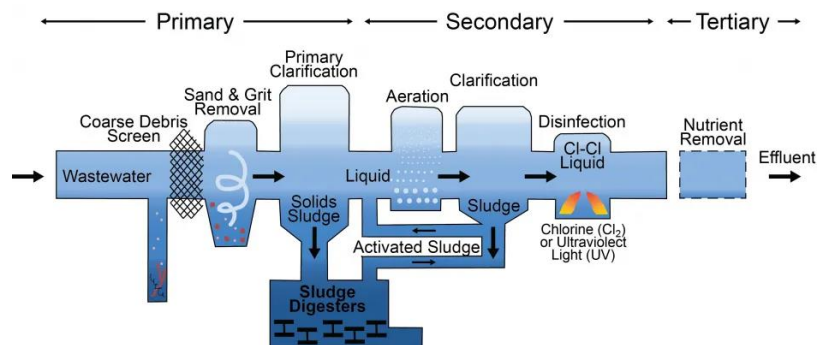 Primary
Secondary
Tertiary
Primary
Clarification
Sand & Grit
Removal
Coarse Debris
Screen
Wastewater
Solids
Sludge
Sludge
Digesters
Liquid
Aeration
Clarification
Sludge
Activated Sludge
Disinfection
Cl-Cl
Liquid
Chlorine (Cl₂)
or Ultraviolect
Light (UV)
Nutrient
Removal
Effluent